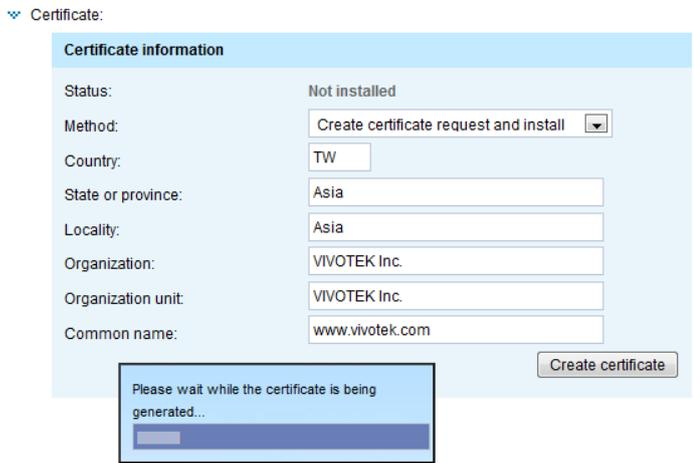 Certificate:
Certificate information
Status: Not installed
Method: Create certificate request and install
Country: TW
State or province: Asia
Locality: Asia
Organization: VIVOTEK Inc.
Organization unit: VIVOTEK Inc.
Common name: www.vivotek.com
Create certificate
Please wait while the certificate is being
generated...